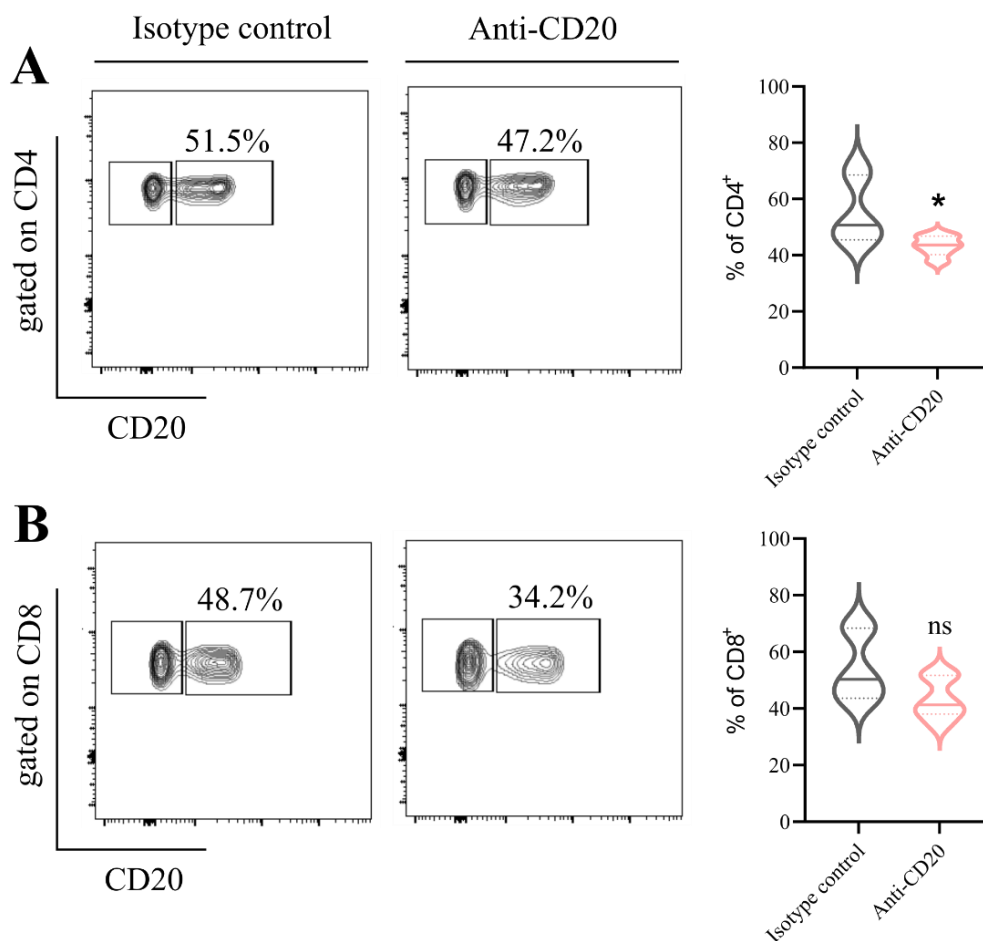 Isotype control
Anti-CD20
A
gated on CD4
51.5%
47.2%
CD20
% of CD4⁺
100
80
60
40
20
0
*
Isotype control
Anti-CD20
B
gated on CD8
48.7%
34.2%
CD20
% of CD8⁺
100
80
60
40
20
0
ns
Isotype control
Anti-CD20